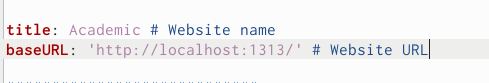 title: Academic # Website name
baseURL: 'http://localhost:1313/' # Website URL